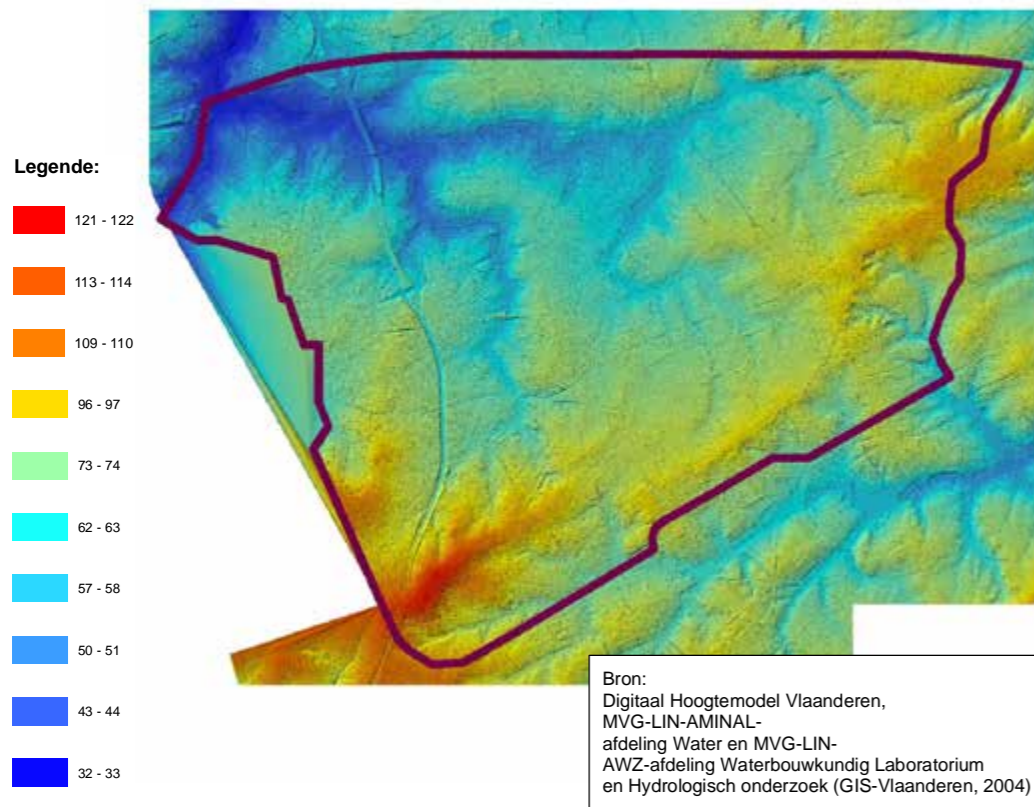 Legende:
121 - 122
113 - 114
109 - 110
96 - 97
73 - 74
62 - 63
57 - 58
50 - 51
43 - 44
32 - 33
Bron:
Digitaal Hoogtemodel Vlaanderen,
MVG-LIN-AMINAL-
afdeling Water en MVG-LIN-
AWZ-afdeling Waterbouwkundig Laboratorium
en Hydrologisch onderzoek (GIS-Vlaanderen, 2004)